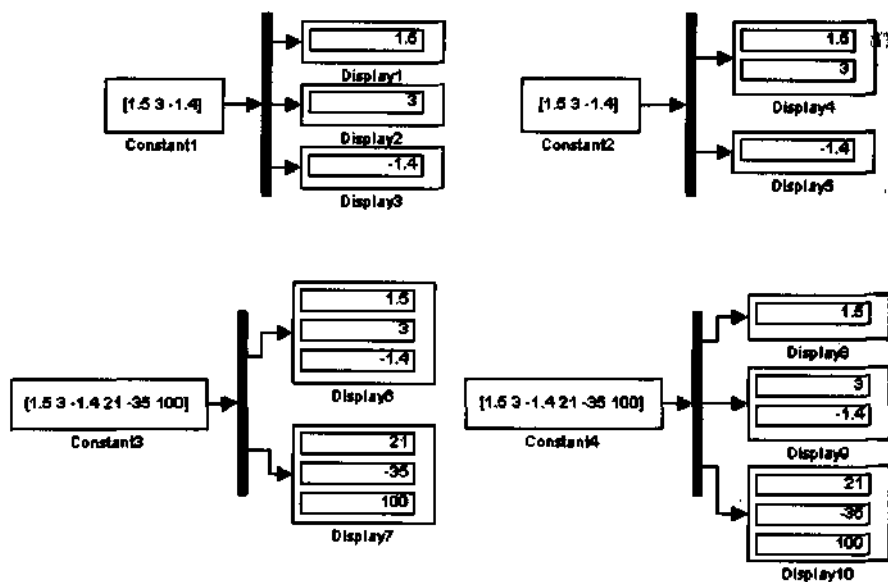 1.5
Display1
[1.5 3 -1.4]
Constant1
3
Display2
-1.4
Display3
1.5
3
Display4
[1.5 3 -1.4]
Constant2
-1.4
Display5
1.5
3
-1.4
Display6
[1.5 3 -1.4 21 -35 100]
Constant3
21
-35
100
Display7
1.5
Display8
[1.5 3 -1.4 21 -35 100]
Constant4
3
-1.4
Display9
21
-35
100
Display10